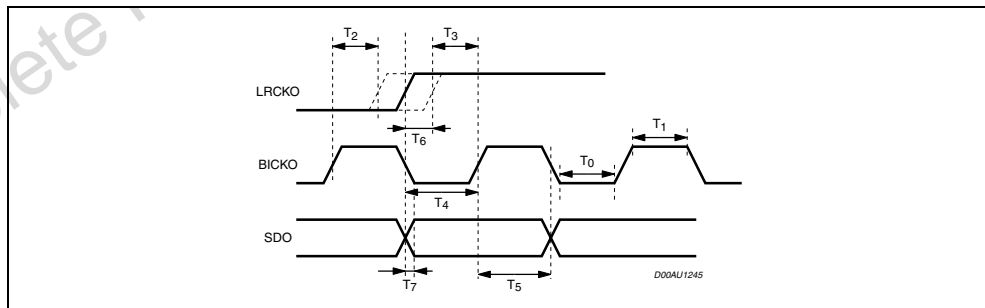 T2 T3
LRCKO
T6 T1
BICKO T0
T4
SDO
T7 T5 D00AU1245